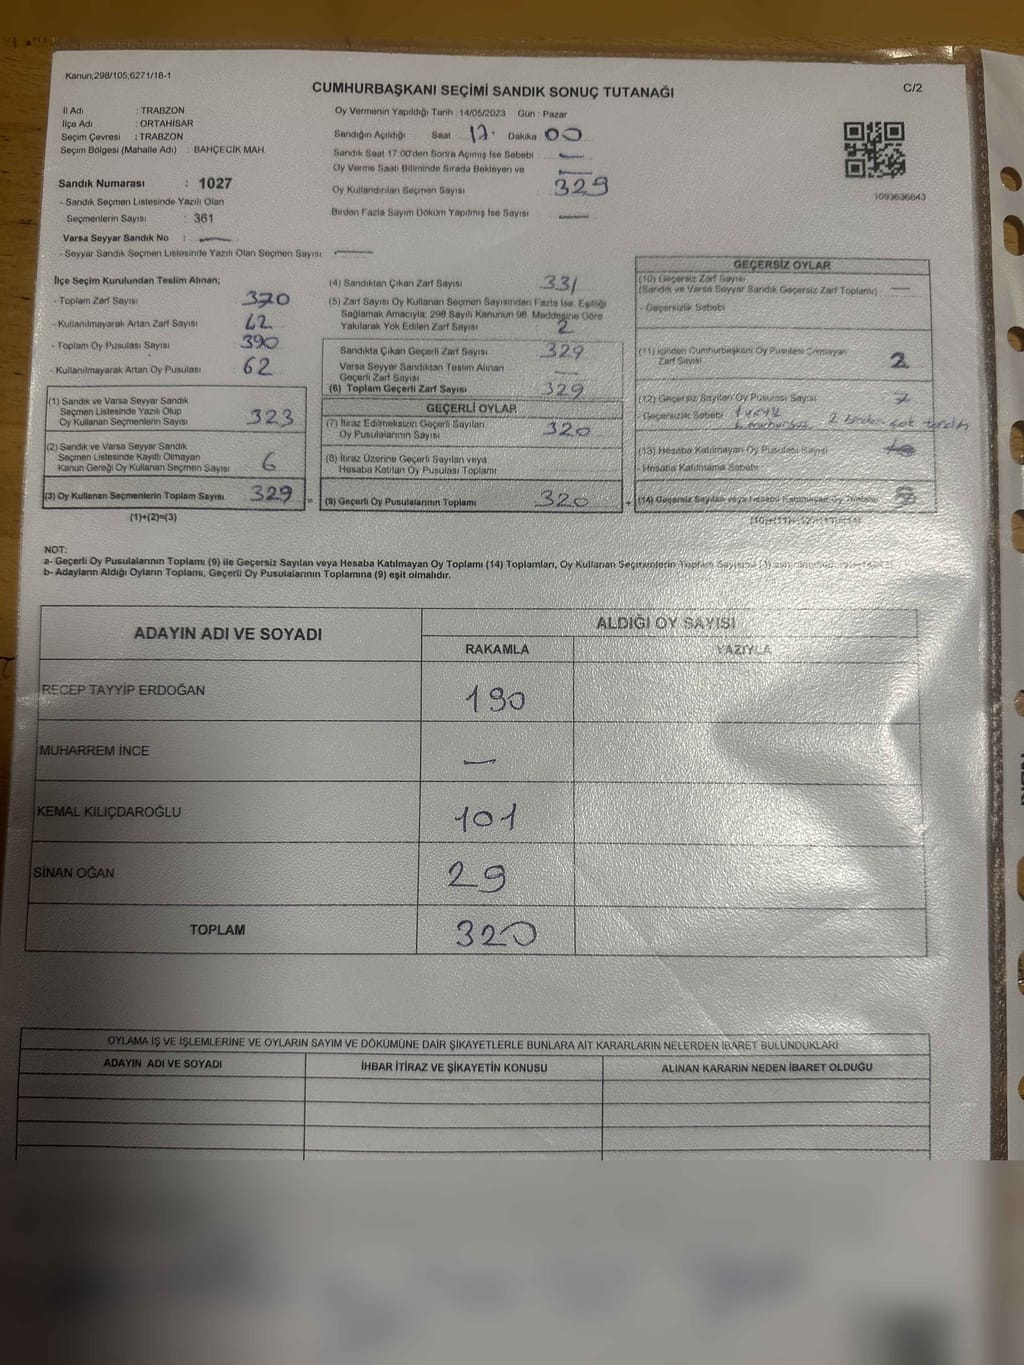 Kanun;298/105;6271/18-1
CUMHURBAŞKANI SEÇİMİ SANDIK SONUÇ TUTANAĞI
C/2
İl Adı : TRABZON
İlçe Adı : ORTAHİSAR
Seçim Çevresi : TRABZON
Seçim Bölgesi (Mahalle Adı) : BAHÇECİK MAH.
Sandık Numarası : 1027
- Sandık Seçmen Listesinde Yazılı Olan
Seçmenlerin Sayısı : 361
Varsa Seyyar Sandık No : —
- Seyyar Sandık Seçmen Listesinde Yazılı Olan Seçmen Sayısı: —
Oy Vermenin Yapıldığı Tarih : 14/05/2023 Gün : Pazar
Sandığın Açıldığı Saat 17 Dakika 00
Sandık Saat 17.00'den Sonra Açılmış İse Sebebi —
Oy Verme Saati Bitiminde Sırada Bekleyen ve —
Oy Kullandırılan Seçmen Sayısı 329
Birden Fazla Sayım Döküm Yapılmış İse Sayısı —
1093636843
İlçe Seçim Kurulundan Teslim Alınan;
- Toplam Zarf Sayısı 370
- Kullanılmayarak Artan Zarf Sayısı 42
- Toplam Oy Pusulası Sayısı 390
- Kullanılmayarak Artan Oy Pusulası 62
(1) Sandık ve Varsa Seyyar Sandık
Seçmen Listesinde Yazılı Olup
Oy Kullanan Seçmenlerin Sayısı 323
(2) Sandık ve Varsa Seyyar Sandık
Seçmen Listesinde Kayıtlı Olmayan
Kanun Gereği Oy Kullanan Seçmen Sayısı 6
(3) Oy Kullanan Seçmenlerin Toplam Sayısı 329 =
(1)+(2)=(3)
(4) Sandıktan Çıkan Zarf Sayısı 331
(5) Zarf Sayısı Oy Kullanan Seçmen Sayısından Fazla İse, Eşitliği
Sağlamak Amacıyla; 298 Sayılı Kanunun 98. Maddesine Göre
Yakılarak Yok Edilen Zarf Sayısı 2
Sandıkta Çıkan Geçerli Zarf Sayısı 329
Varsa Seyyar Sandıktan Teslim Alınan
Geçerli Zarf Sayısı —
(6) Toplam Geçerli Zarf Sayısı 329
GEÇERLİ OYLAR
(7) İtiraz Edilmeksizin Geçerli Sayılan
Oy Pusulalarının Sayısı 320
(8) İtiraz Üzerine Geçerli Sayılan veya
Hesaba Katılan Oy Pusulası Toplamı
(9) Geçerli Oy Pusulalarının Toplamı 320 +
GEÇERSİZ OYLAR
(10) Geçersiz Zarf Sayısı
(Sandık ve Varsa Seyyar Sandık Geçersiz Zarf Toplamı) —
- Geçersizlik Sebebi
(11) İçinden Cumhurbaşkanı Oy Pusulası Çıkmayan
Zarf Sayısı 2
(12) Geçersiz Sayılan Oy Pusulası Sayısı 7
- Geçersizlik Sebebi
(13) Hesaba Katılmayan Oy Pusulası Sayısı
- Hesaba Katılmama Sebebi
(14) Geçersiz Sayılan veya Hesaba Katılmayan Oy Toplamı
NOT:
a- Geçerli Oy Pusulalarının Toplamı (9) ile Geçersiz Sayılan veya Hesaba Katılmayan Oy Toplamı (14) Toplamları, Oy Kullanan Seçmenlerin Toplam Sayısına
b- Adayların Aldığı Oyların Toplamı, Geçerli Oy Pusulalarının Toplamına (9) eşit olmalıdır.
ADAYIN ADI VE SOYADI
ALDIĞI OY SAYISI
RAKAMLA YAZIYLA
RECEP TAYYİP ERDOĞAN 190
MUHARREM İNCE —
KEMAL KILIÇDAROĞLU 101
SİNAN OĞAN 29
TOPLAM 320
OYLAMA İŞ VE İŞLEMLERİNE VE OYLARIN SAYIM VE DÖKÜMÜNE DAİR ŞİKAYETLERLE BUNLARA AİT KARARLARIN NELERDEN İBARET BULUNDUKLARI
ADAYIN ADI VE SOYADI İHBAR İTİRAZ VE ŞİKAYETİN KONUSU ALINAN KARARIN NEDEN İBARET OLDUĞU